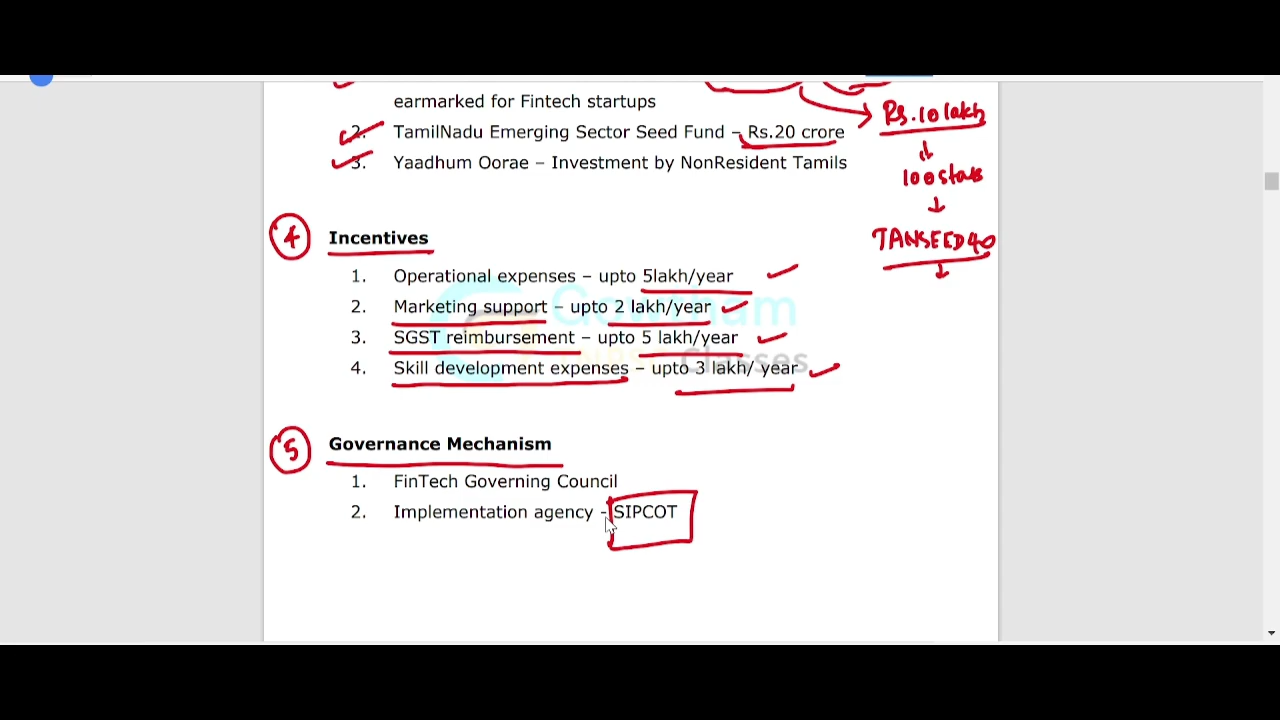 earmarked for Fintech startups
Rs.10 lakh
2. TamilNadu Emerging Sector Seed Fund – Rs.20 crore
3. Yaadhum Oorae – Investment by NonResident Tamils
100 stars
TANSEED 40
4 Incentives
1. Operational expenses – upto 5lakh/year
2. Marketing support – upto 2 lakh/year
3. SGST reimbursement – upto 5 lakh/year
4. Skill development expenses – upto 3 lakh/ year
Classes
5 Governance Mechanism
1. FinTech Governing Council
2. Implementation agency - SIPCOT